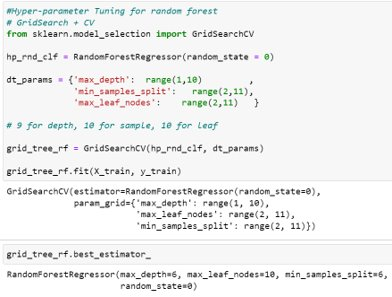 #Hyper-parameter Tuning for random forest
# GridSearch + CV
from sklearn.model_selection import GridSearchCV
hp_rnd_clf = RandomForestRegressor(random_state = 0)
dt_params = {'max_depth': range(1,10) ,
'min_samples_split': range(2,11),
'max_leaf_nodes': range(2,11) }
# 9 for depth, 10 for sample, 10 for leaf
grid_tree_rf = GridSearchCV(hp_rnd_clf, dt_params)
grid_tree_rf.fit(X_train, y_train)
GridSearchCV(estimator=RandomForestRegressor(random_state=0),
param_grid={'max_depth': range(1, 10),
'max_leaf_nodes': range(2, 11),
'min_samples_split': range(2, 11)})
grid_tree_rf.best_estimator_
RandomForestRegressor(max_depth=6, max_leaf_nodes=10, min_samples_split=6,
random_state=0)